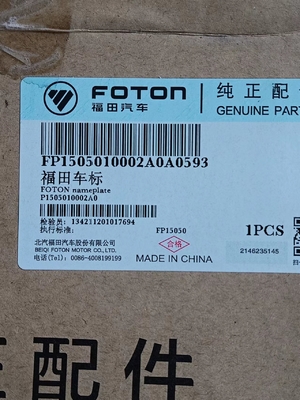 FOTON
福田汽车
纯正配
GENUINE PAR
FP1505010002A0A0593
福田车标
FOTON nameplate
P1505010002A0
检验员: 134211201017694
执行标准:
FP15050
1PCS
合格
2146235145
北汽福田汽车股份有限公司
BEIQI FOTON MOTOR CO., LTD.
电话(Tel): 0086-4008199199
MADE IN CHINA
正配件